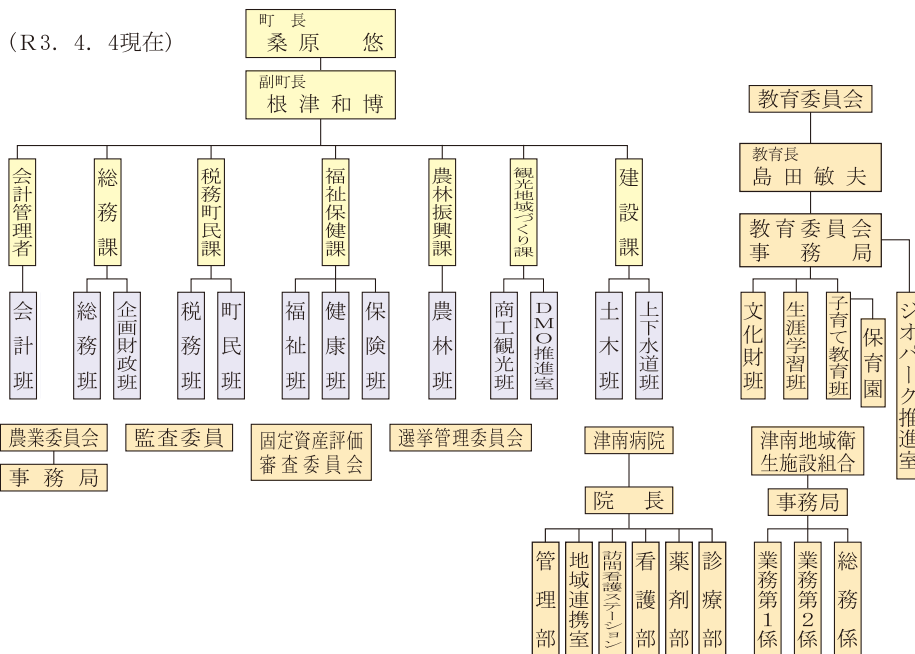 (R3. 4. 4現在)
町長
桑原 悠
副町長
根津和博
会計管理者
総務課
税務町民課
福祉保健課
農林振興課
観光地域づくり課
建設課
会計班
総務班
企画財政班
税務班
町民班
福祉班
健康班
保険班
農林班
商工観光班
DMO推進室
土木班
上下水道班
教育委員会
教育長
島田敏夫
教育委員会
事務局
文化財班
生涯学習班
子育て教育班
保育園
ジオパーク推進室
農業委員会
事務局
監査委員
固定資産評価
審査委員会
選挙管理委員会
津南病院
院長
管理部
地域連携室
訪問看護ステーション
看護部
薬剤部
診療部
津南地域衛
生施設組合
事務局
業務第1係
業務第2係
総務係